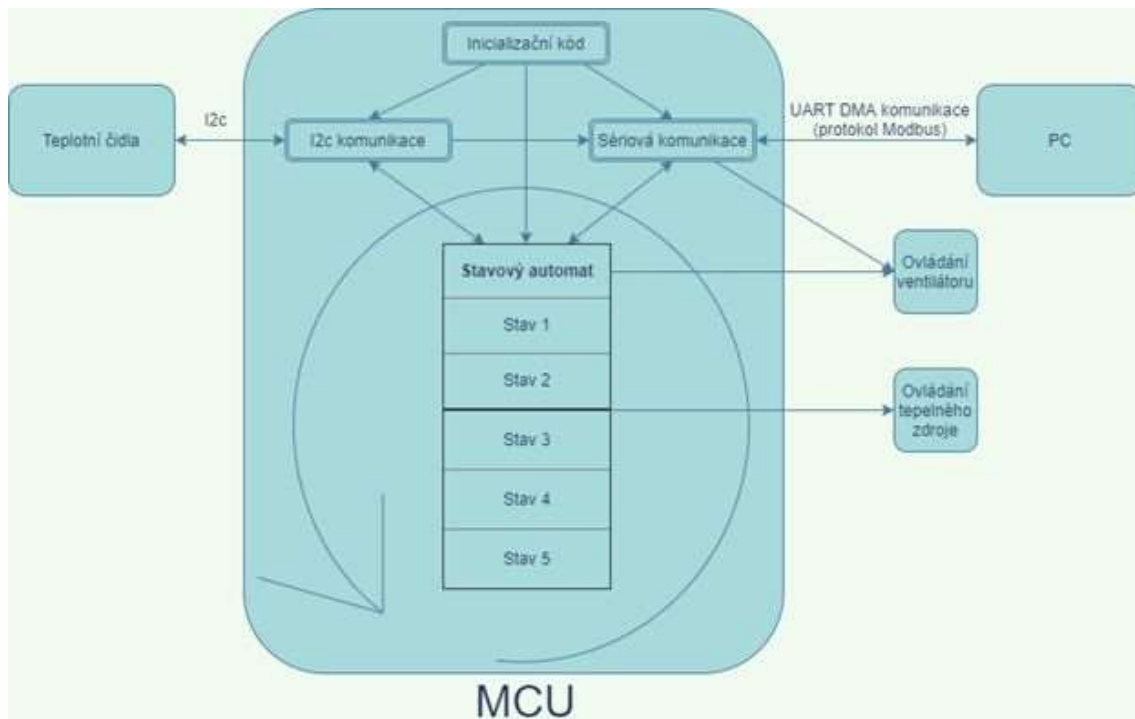 Inicializační kód
I2c
UART DMA komunikace
(protokol Modbus)
Teplotní čidla
I2c komunikace
Sériová komunikace
PC
Stavový automat
Ovládání
ventilátoru
Stav 1
Stav 2
Ovládání
tepelného
zdroje
Stav 3
Stav 4
Stav 5
MCU